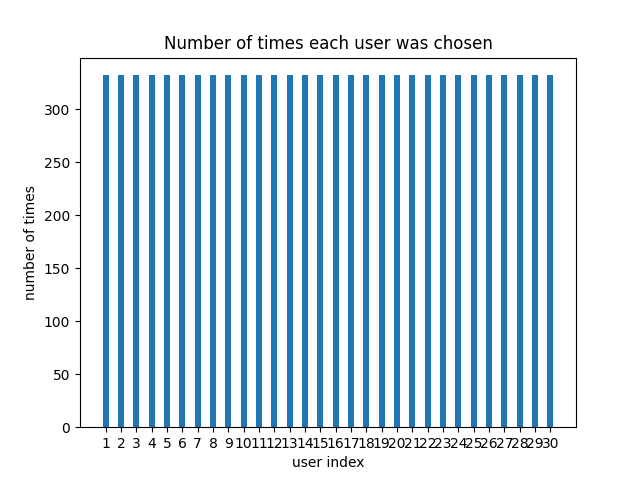 Number of times each user was chosen
number of times
300
250
200
150
100
50
0
1 2 3 4 5 6 7 8 9 10 11 12 13 14 15 16 17 18 19 20 21 22 23 24 25 26 27 28 29 30
user index